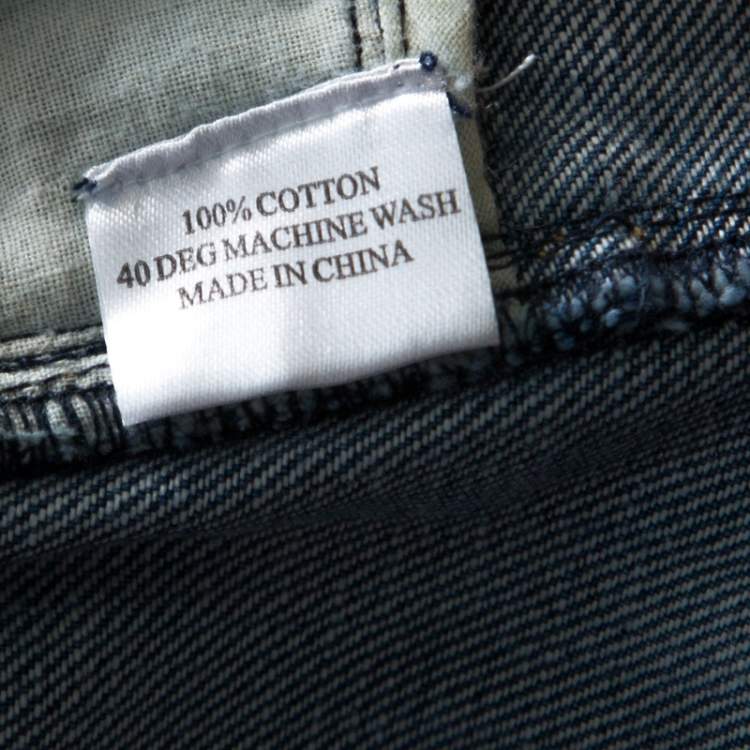 100% COTTON
40 DEG MACHINE WASH
MADE IN CHINA